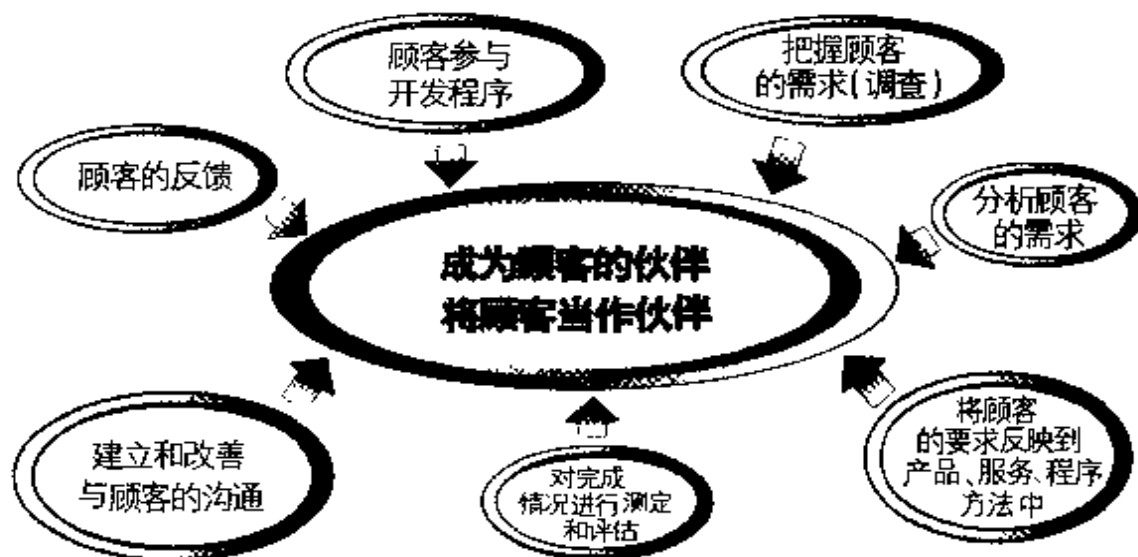 顾客参与
开发程序
把握顾客
的需求(调查)
顾客的反馈
分析顾客
的需求
成为顾客的伙伴
将顾客当作伙伴
建立和改善
与顾客的沟通
对完成
情况进行测定
和评估
将顾客
的要求反映到
产品、服务、程序
方法中